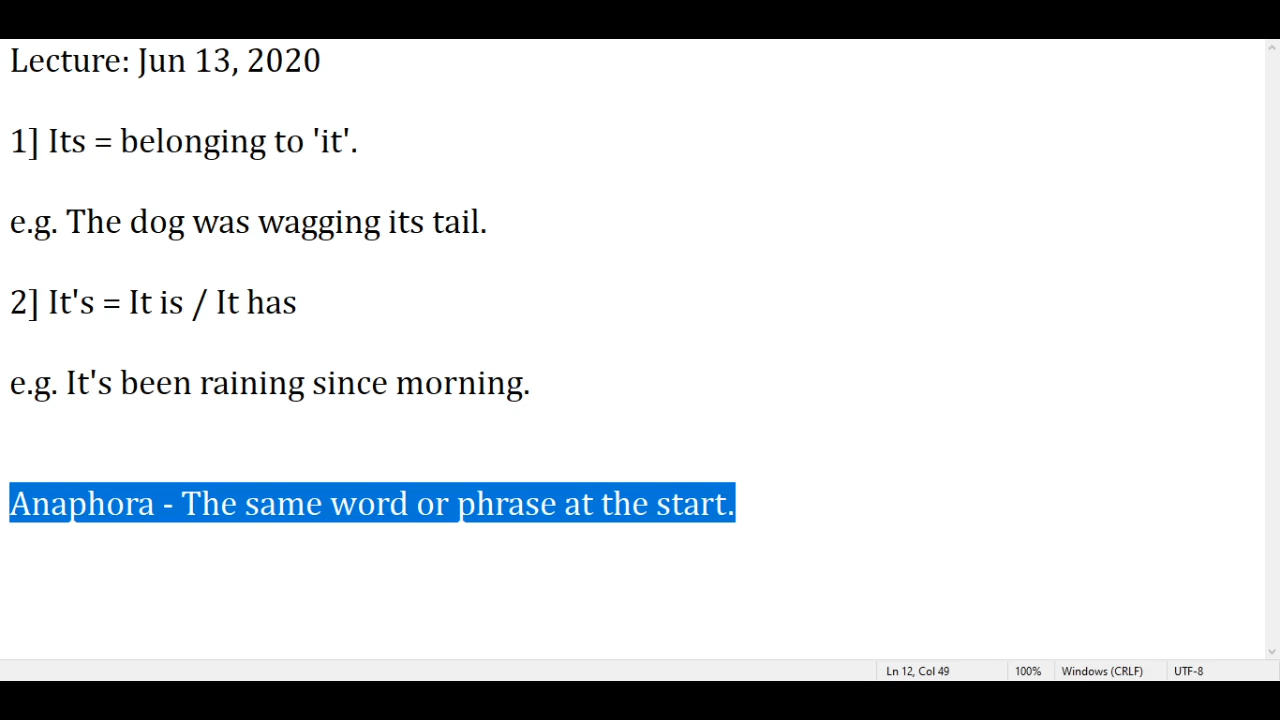 Lecture: Jun 13, 2020
1] Its = belonging to 'it'.
e.g. The dog was wagging its tail.
2] It's = It is / It has
e.g. It's been raining since morning.
Anaphora - The same word or phrase at the start.
Ln 12, Col 49 100% Windows (CRLF) UTF-8